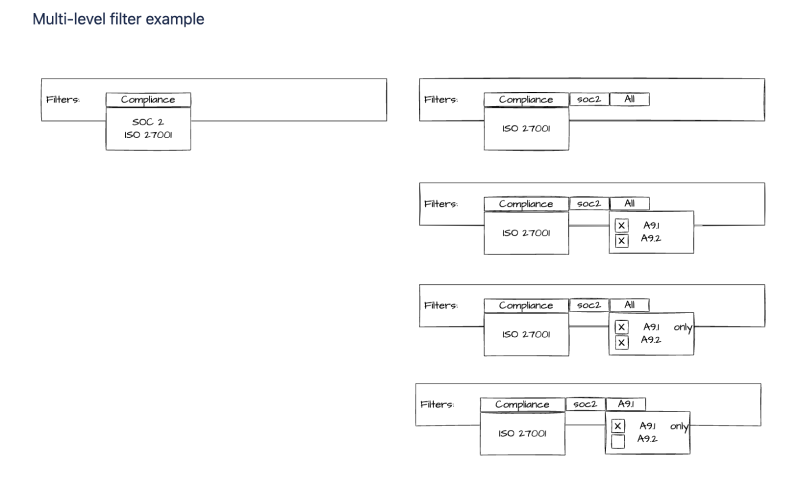 Multi-level filter example
Filters: Compliance
SOC 2
ISO 27001
Filters: Compliance soc2 All
ISO 27001
Filters: Compliance soc2 All
ISO 27001
X A9.1
X A9.2
Filters: Compliance soc2 All
ISO 27001
X A9.1 only
X A9.2
Filters: Compliance soc2 A9.1
ISO 27001
X A9.1 only
A9.2